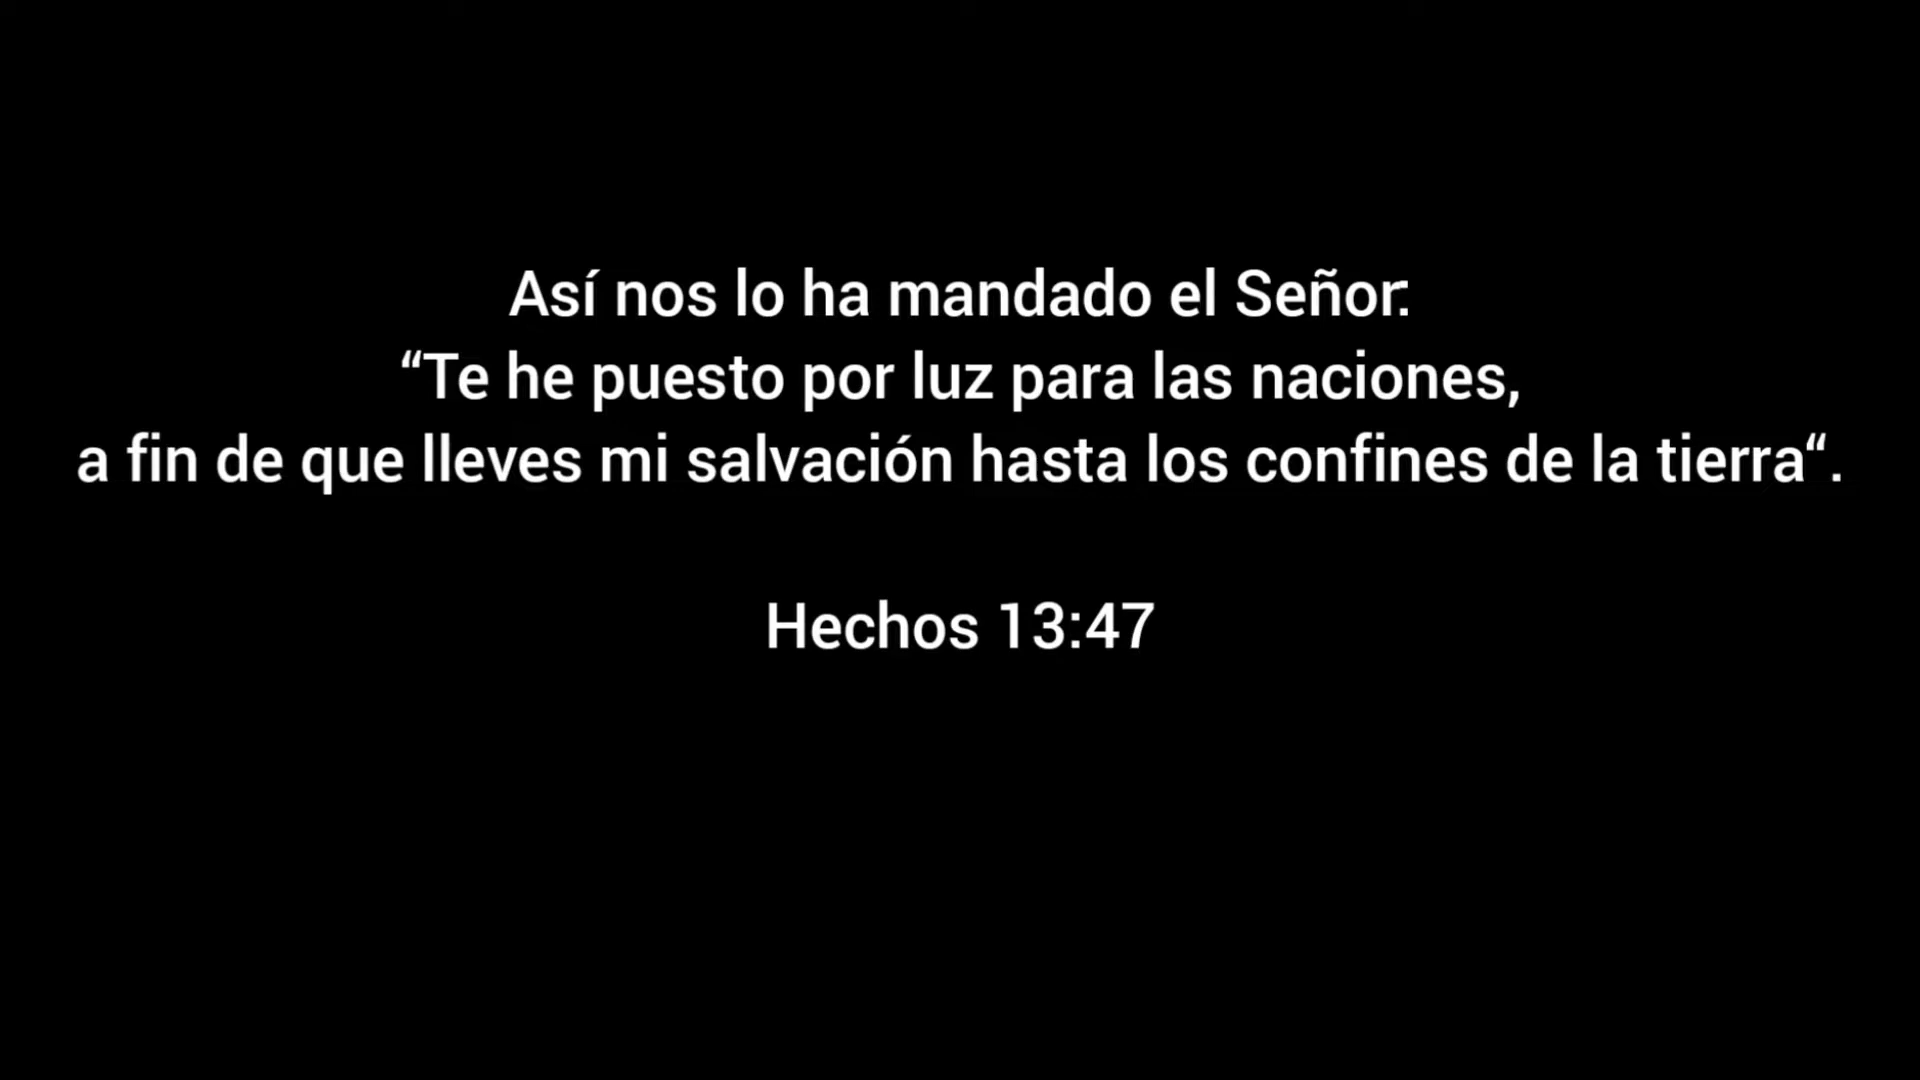 Así nos lo ha mandado el Señor:
“Te he puesto por luz para las naciones,
a fin de que lleves mi salvación hasta los confines de la tierra“.
Hechos 13:47